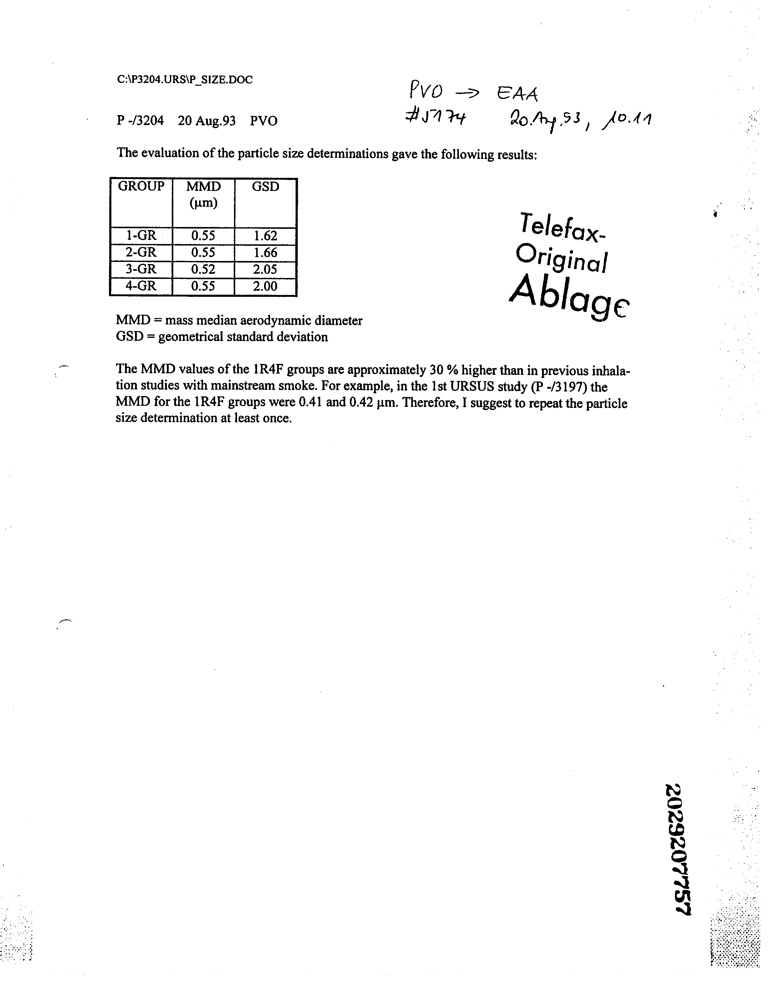 C:\P3204.URS\P_SIZE.DOC
PVO → EAA
P -/3204 20 Aug.93 PVO
#5174 20.Aug.93, 10.11
The evaluation of the particle size determinations gave the following results:
GROUP MMD GSD
(µm)
1-GR 0.55 1.62
2-GR 0.55 1.66
3-GR 0.52 2.05
4-GR 0.55 2.00
Telefax-
Original
Ablage
MMD = mass median aerodynamic diameter
GSD = geometrical standard deviation
The MMD values of the 1R4F groups are approximately 30 % higher than in previous inhala-
tion studies with mainstream smoke. For example, in the 1st URSUS study (P -/3197) the
MMD for the 1R4F groups were 0.41 and 0.42 µm. Therefore, I suggest to repeat the particle
size determination at least once.
2029207757